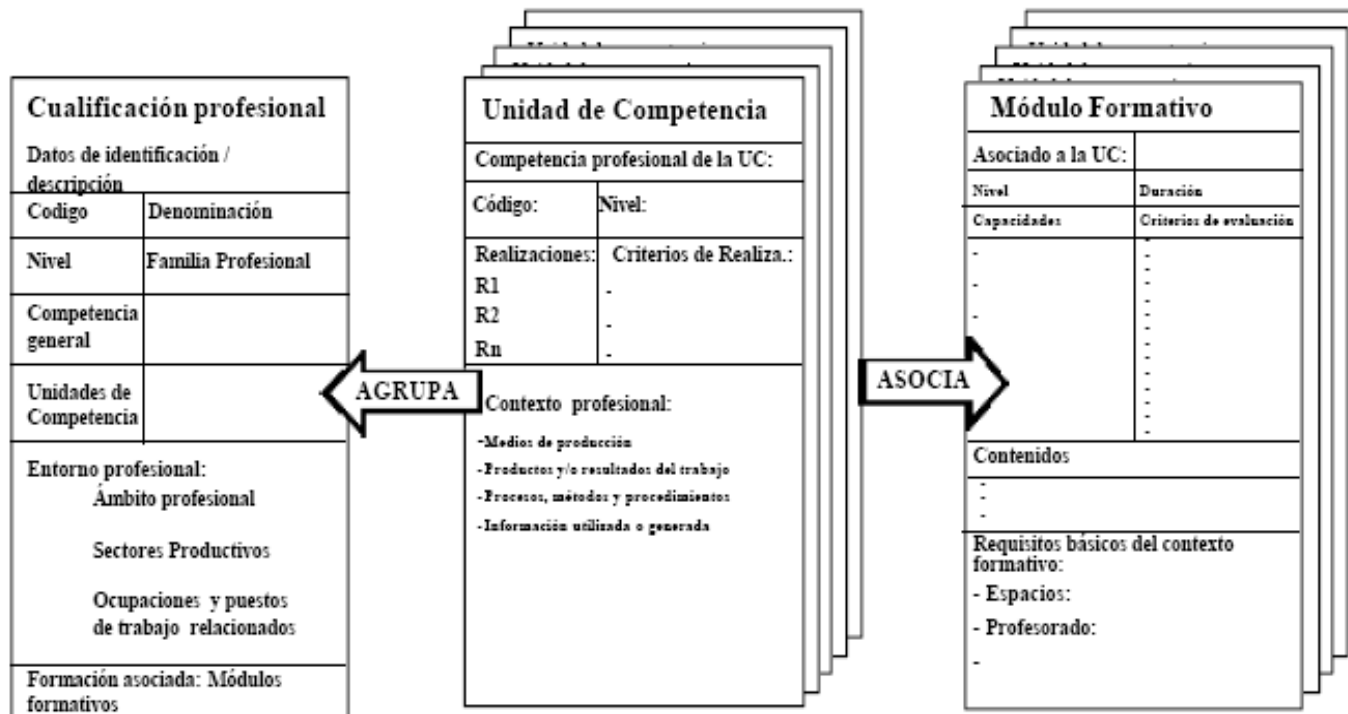 Cualificación profesional
Datos de identificación /
descripción
Codigo
Denominación
Nivel
Familia Profesional
Competencia
general
Unidades de
Competencia
Entorno profesional:
Ámbito profesional
Sectores Productivos
Ocupaciones y puestos
de trabajo relacionados
Formación asociada: Módulos
formativos
AGRUPA
Unidad de Competencia
Competencia profesional de la UC:
Código:
Nivel:
Realizaciones:
Criterios de Realiza.:
R1
-
R2
-
Rn
-
Contexto profesional:
-Medios de producción
-Productos y/o resultados del trabajo
-Procesos, métodos y procedimientos
-Información utilizada o generada
ASOCIA
Módulo Formativo
Asociado a la UC:
Nivel
Duración
Capacidades
Criterios de evaluación
Contenidos
Requisitos básicos del contexto
formativo:
- Espacios:
- Profesorado:
-